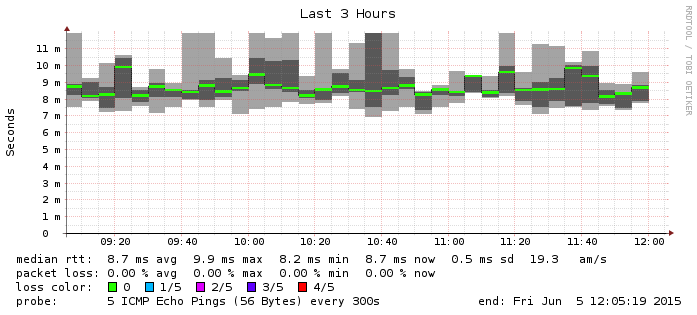 Last 3 Hours
RRDTOOL / TOBI OETIKER
Seconds
11 m
10 m
9 m
8 m
7 m
6 m
5 m
4 m
3 m
2 m
1 m
0
09:20 09:40 10:00 10:20 10:40 11:00 11:20 11:40 12:00
median rtt: 8.7 ms avg 9.9 ms max 8.2 ms min 8.7 ms now 0.5 ms sd 19.3 am/s
packet loss: 0.00 % avg 0.00 % max 0.00 % min 0.00 % now
loss color: 0 1/5 2/5 3/5 4/5
probe: 5 ICMP Echo Pings (56 Bytes) every 300s end: Fri Jun 5 12:05:19 2015